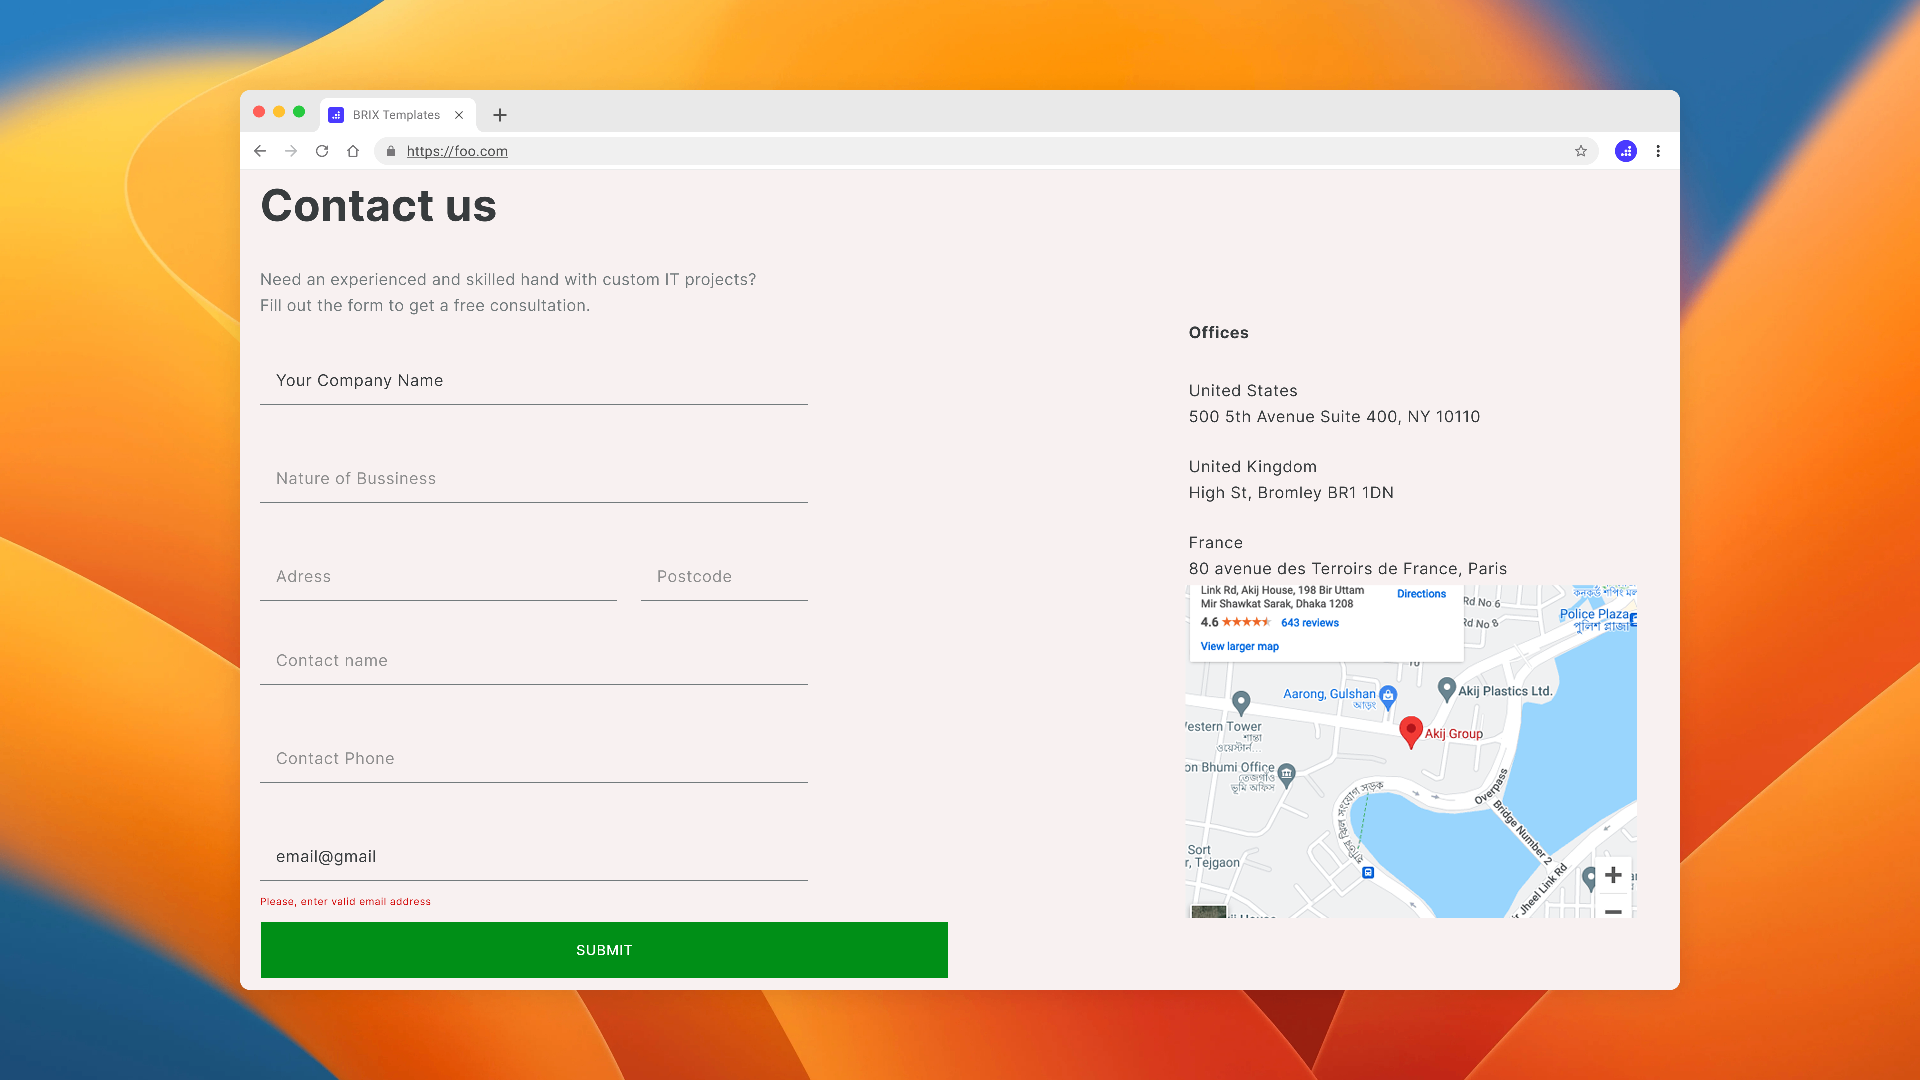 BRIX Templates
https://foo.com
Contact us
Need an experienced and skilled hand with custom IT projects?
Fill out the form to get a free consultation.
Your Company Name
Nature of Bussiness
Adress
Postcode
Contact name
Contact Phone
email@gmail
Please, enter valid email address
SUBMIT
Offices
United States
500 5th Avenue Suite 400, NY 10110
United Kingdom
High St, Bromley BR1 1DN
France
80 avenue des Terroirs de France, Paris
Link Rd, Akij House, 198 Bir Uttam
Mir Shawkat Sarak, Dhaka 1208
Directions
4.6
643 reviews
View larger map
Rd No 6
Rd No 8
Police Plaza
পুলিশ প্লাজা
Aarong, Gulshan
আড়ং
Akij Plastics Ltd.
Western Tower
শান্তা
ওয়েস্টার্ন...
Akij Group
on Bhumi Office
তেজগাঁও
ভূমি অফিস
Overpass
Bridge Number 2
Sort
r, Tejgaon
Jheel Link Rd